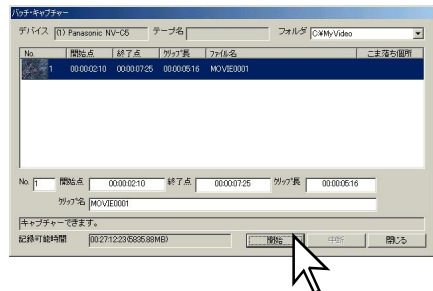 バッチ・キャプチャー
デバイス (1) Panasonic NV-C5 テープ名 フォルダ C:¥MyVideo
No. 開始点 終了点 クリップ長 ファイル名 こま落ち個所
1 00:00:02:10 00:00:07:25 00:00:05:16 MOVIE0001
No. 1 開始点 00:00:02:10 終了点 00:00:07:25 クリップ長 00:00:05:16
クリップ名 MOVIE0001
キャプチャーできます。
記録可能時間 00:27:12:23(5835.88MB) 開始 中断 閉じる